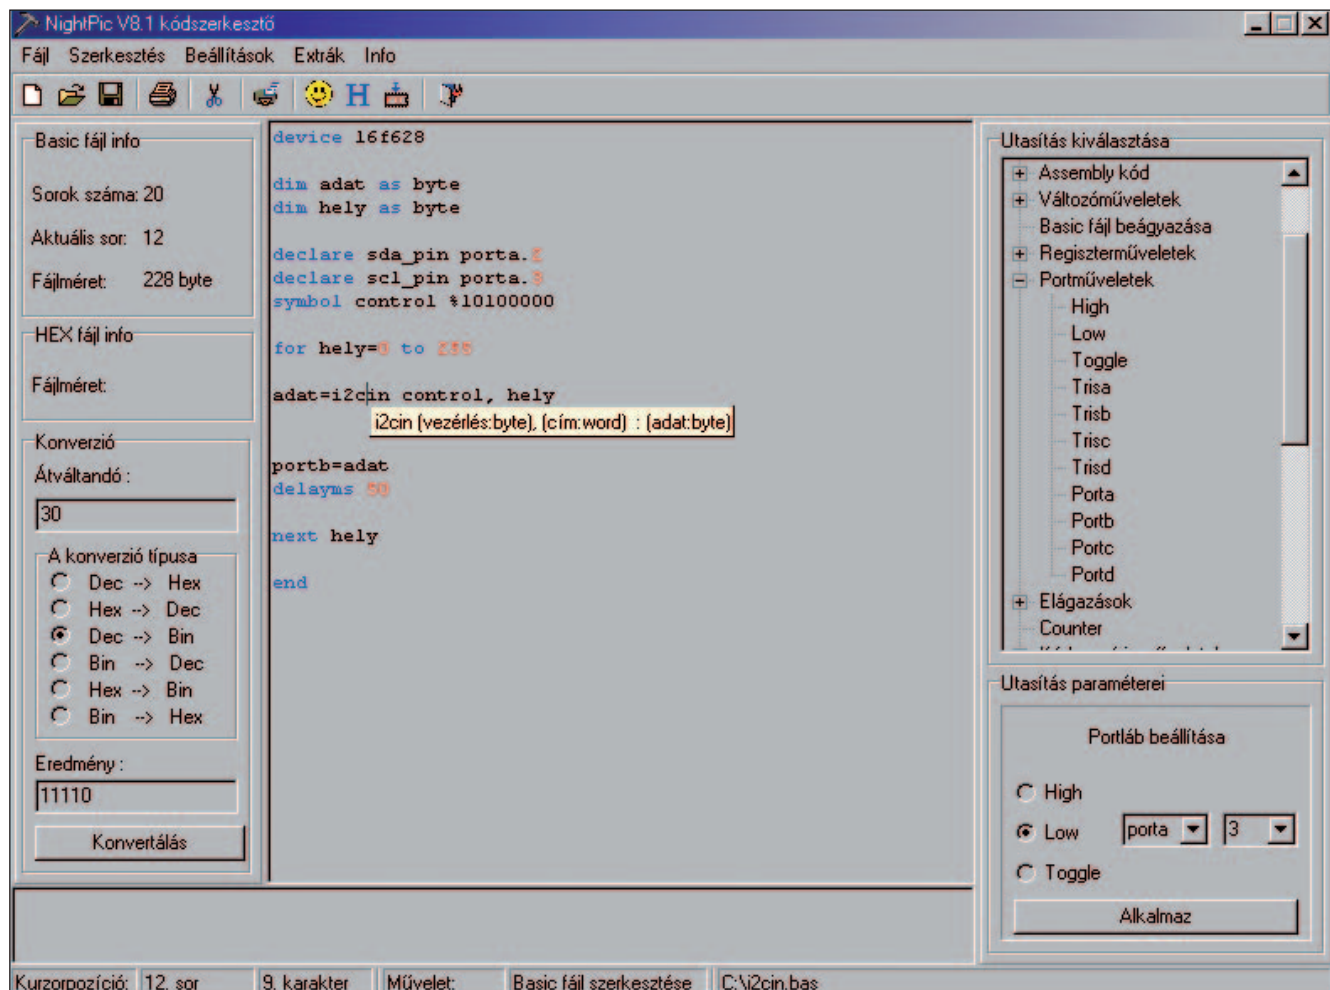 NightPic V8.1 kódszerkesztő
Fájl Szerkesztés Beállítások Extrák Info
H
Basic fájl info
Sorok száma: 20
Aktuális sor: 12
Fájlméret: 228 byte
HEX fájl info
Fájlméret:
Konverzió
Átváltandó :
30
A konverzió típusa
Dec --> Hex
Hex --> Dec
Dec --> Bin
Bin --> Dec
Hex --> Bin
Bin --> Hex
Eredmény :
11110
Konvertálás
device 16f628
dim adat as byte
dim hely as byte
declare sda_pin porta.
declare scl_pin porta.
symbol control %10100000
for hely=0 to 255
adat=i2cin control, hely
i2cin (vezérlés:byte), (cím:word) : (adat:byte)
portb=adat
delayms 50
next hely
end
Utasítás kiválasztása
Assembly kód
Változóműveletek
Basic fájl beágyazása
Regiszterműveletek
Portműveletek
High
Low
Toggle
Trisa
Trisb
Trisc
Trisd
Porta
Portb
Portc
Portd
Elágazások
Counter
Utasítás paraméterei
Portláb beállítása
High
Low porta 3
Toggle
Alkalmaz
Kurzorpozíció: 12. sor 9. karakter Művelet: Basic fájl szerkesztése C:\i2cin.bas